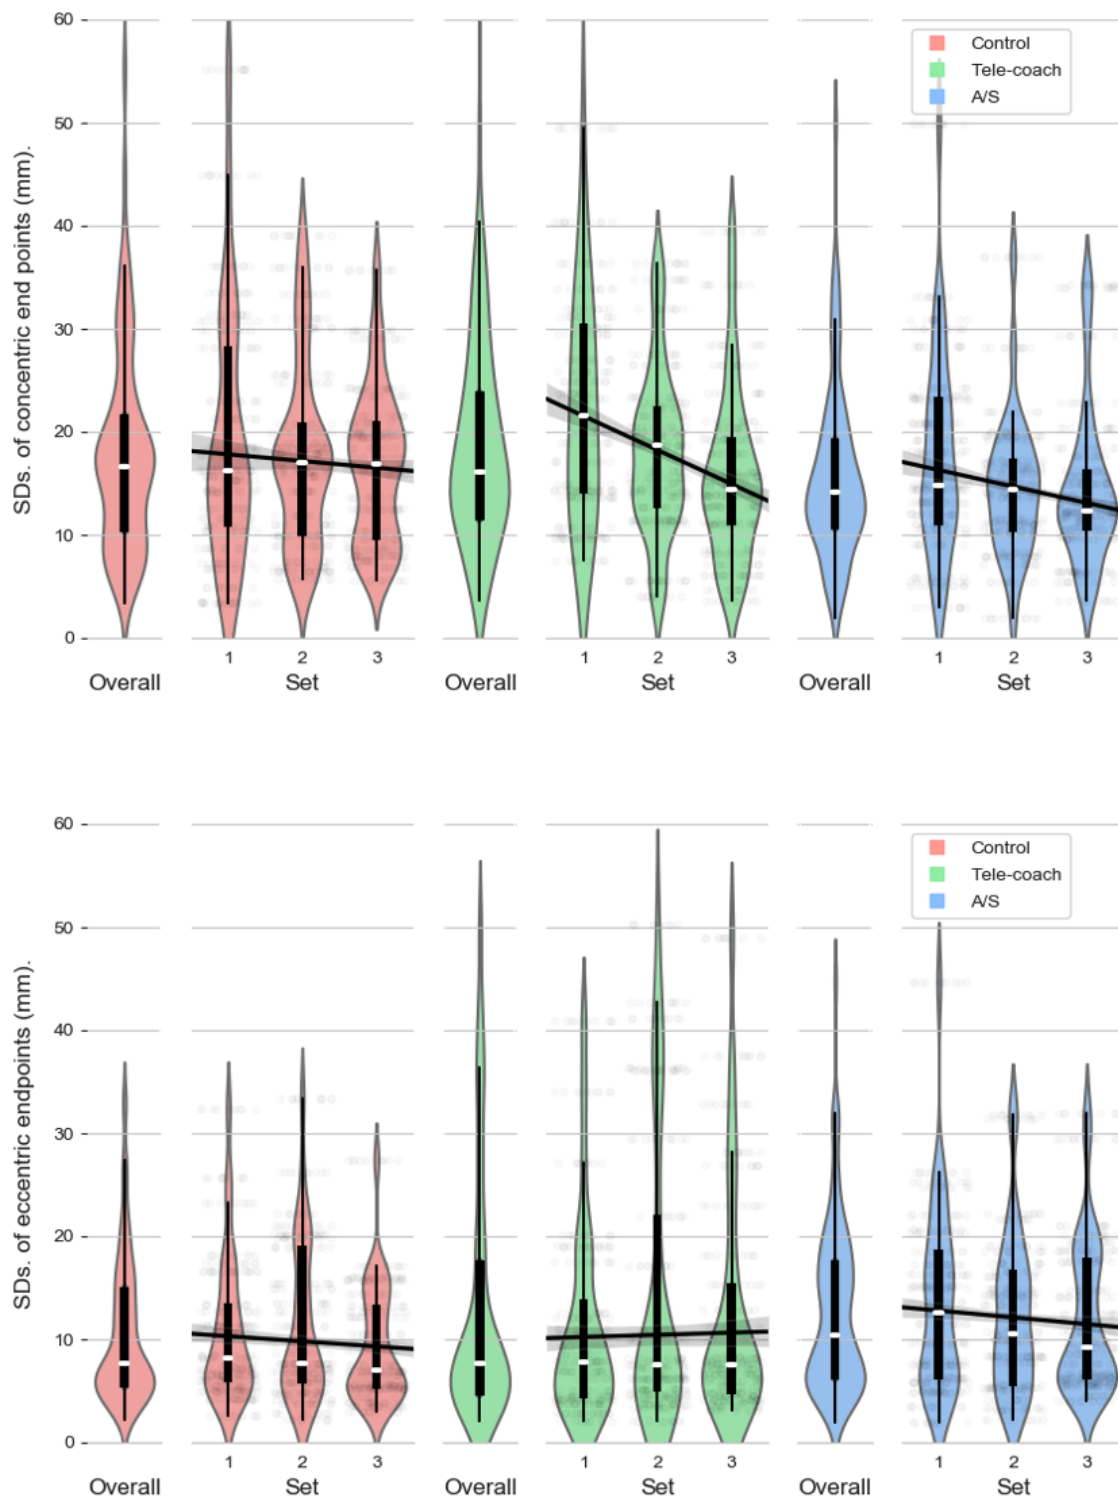 SDs. of concentric end points (mm).
60
50
40
30
20
10
0
Control
Tele-coach
A/S
1 2 3 1 2 3 1 2 3
Overall Set Overall Set Overall Set
SDs. of eccentric endpoints (mm).
60
50
40
30
20
10
0
Control
Tele-coach
A/S
1 2 3 1 2 3 1 2 3
Overall Set Overall Set Overall Set